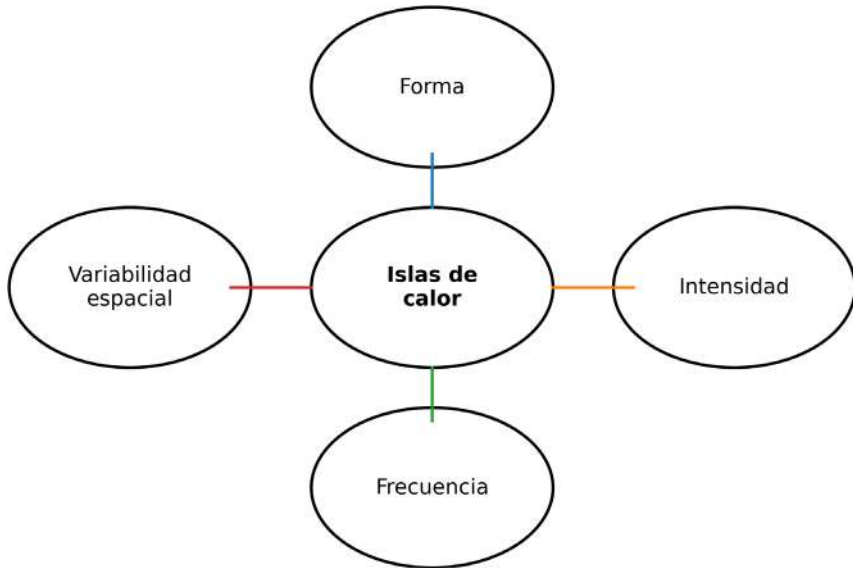 Forma
Variabilidad
espacial
Islas de
calor
Intensidad
Frecuencia